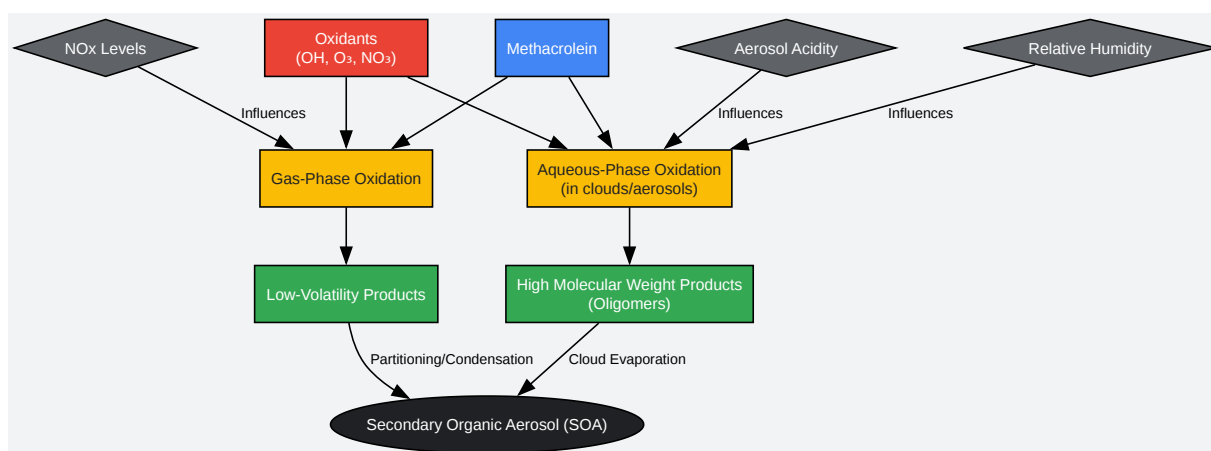 NOx Levels
Oxidants
(OH, O₃, NO₃)
Methacrolein
Aerosol Acidity
Relative Humidity
Influences
Influences
Influences
Gas-Phase Oxidation
Aqueous-Phase Oxidation
(in clouds/aerosols)
Low-Volatility Products
High Molecular Weight Products
(Oligomers)
Partitioning/Condensation
Cloud Evaporation
Secondary Organic Aerosol (SOA)